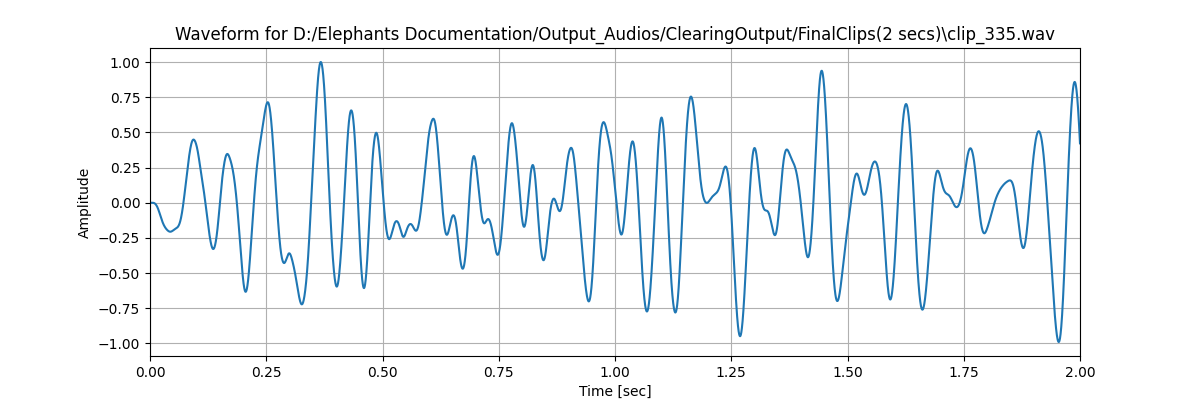 Waveform for D:/Elephants Documentation/Output_Audios/ClearingOutput/FinalClips(2 secs)\clip_335.wav
1.00
0.75
0.50
0.25
0.00
−0.25
−0.50
−0.75
−1.00
Amplitude
0.00 0.25 0.50 0.75 1.00 1.25 1.50 1.75 2.00
Time [sec]